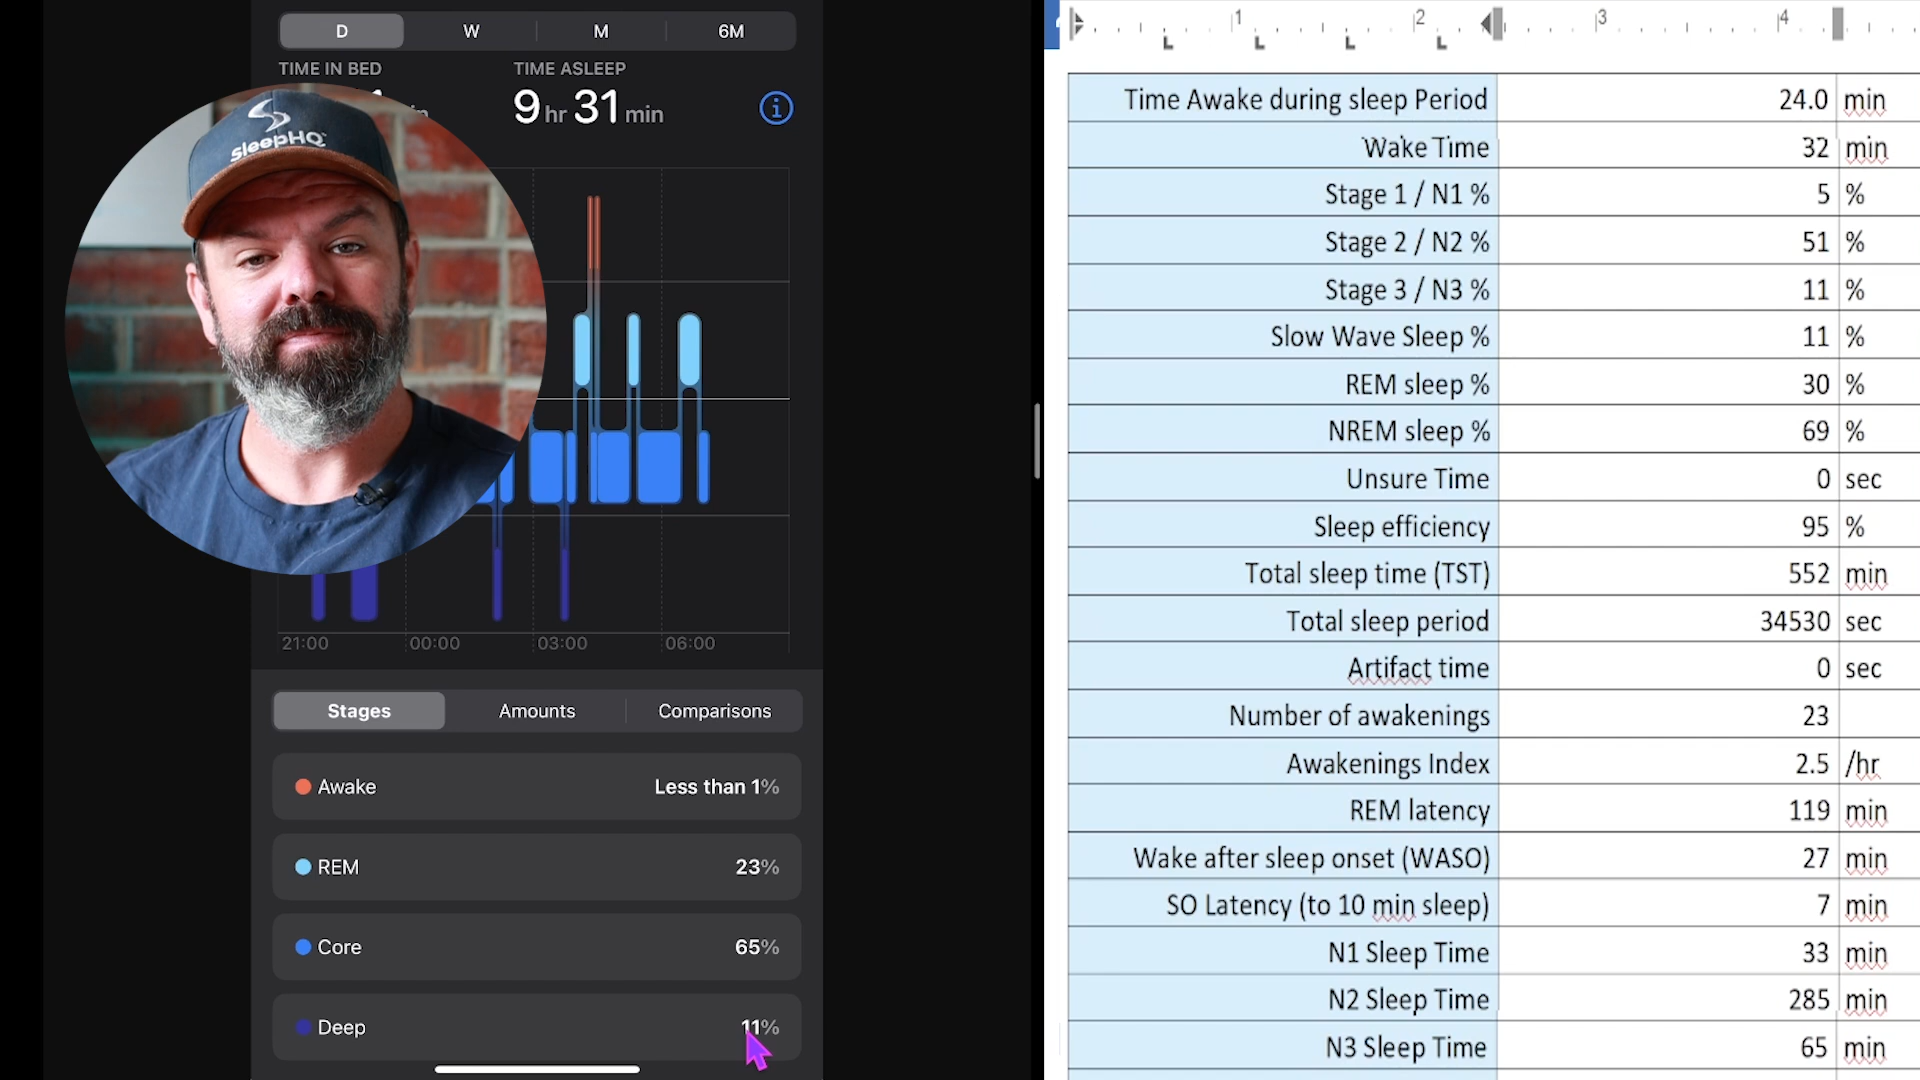 D W M 6M
TIME IN BED TIME ASLEEP
9 hr 31 min
SleepHQ
21:00 00:00 03:00 06:00
Stages Amounts Comparisons
Awake Less than 1%
REM 23%
Core 65%
Deep 11%
1 2 3 4
Time Awake during sleep Period 24.0 min
Wake Time 32 min
Stage 1 / N1 % 5 %
Stage 2 / N2 % 51 %
Stage 3 / N3 % 11 %
Slow Wave Sleep % 11 %
REM sleep % 30 %
NREM sleep % 69 %
Unsure Time 0 sec
Sleep efficiency 95 %
Total sleep time (TST) 552 min
Total sleep period 34530 sec
Artifact time 0 sec
Number of awakenings 23
Awakenings Index 2.5 /hr
REM latency 119 min
Wake after sleep onset (WASO) 27 min
SO Latency (to 10 min sleep) 7 min
N1 Sleep Time 33 min
N2 Sleep Time 285 min
N3 Sleep Time 65 min